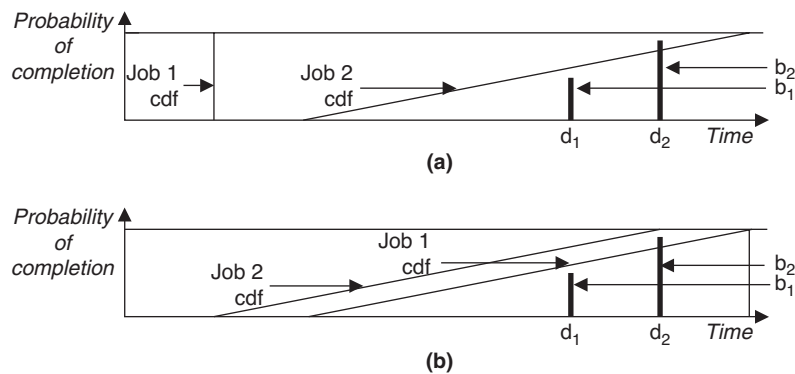 Probability
of
completion
Job 1
cdf
Job 2
cdf
b₂
b₁
d₁
d₂
Time
(a)
Probability
of
completion
Job 2
cdf
Job 1
cdf
b₂
b₁
d₁
d₂
Time
(b)